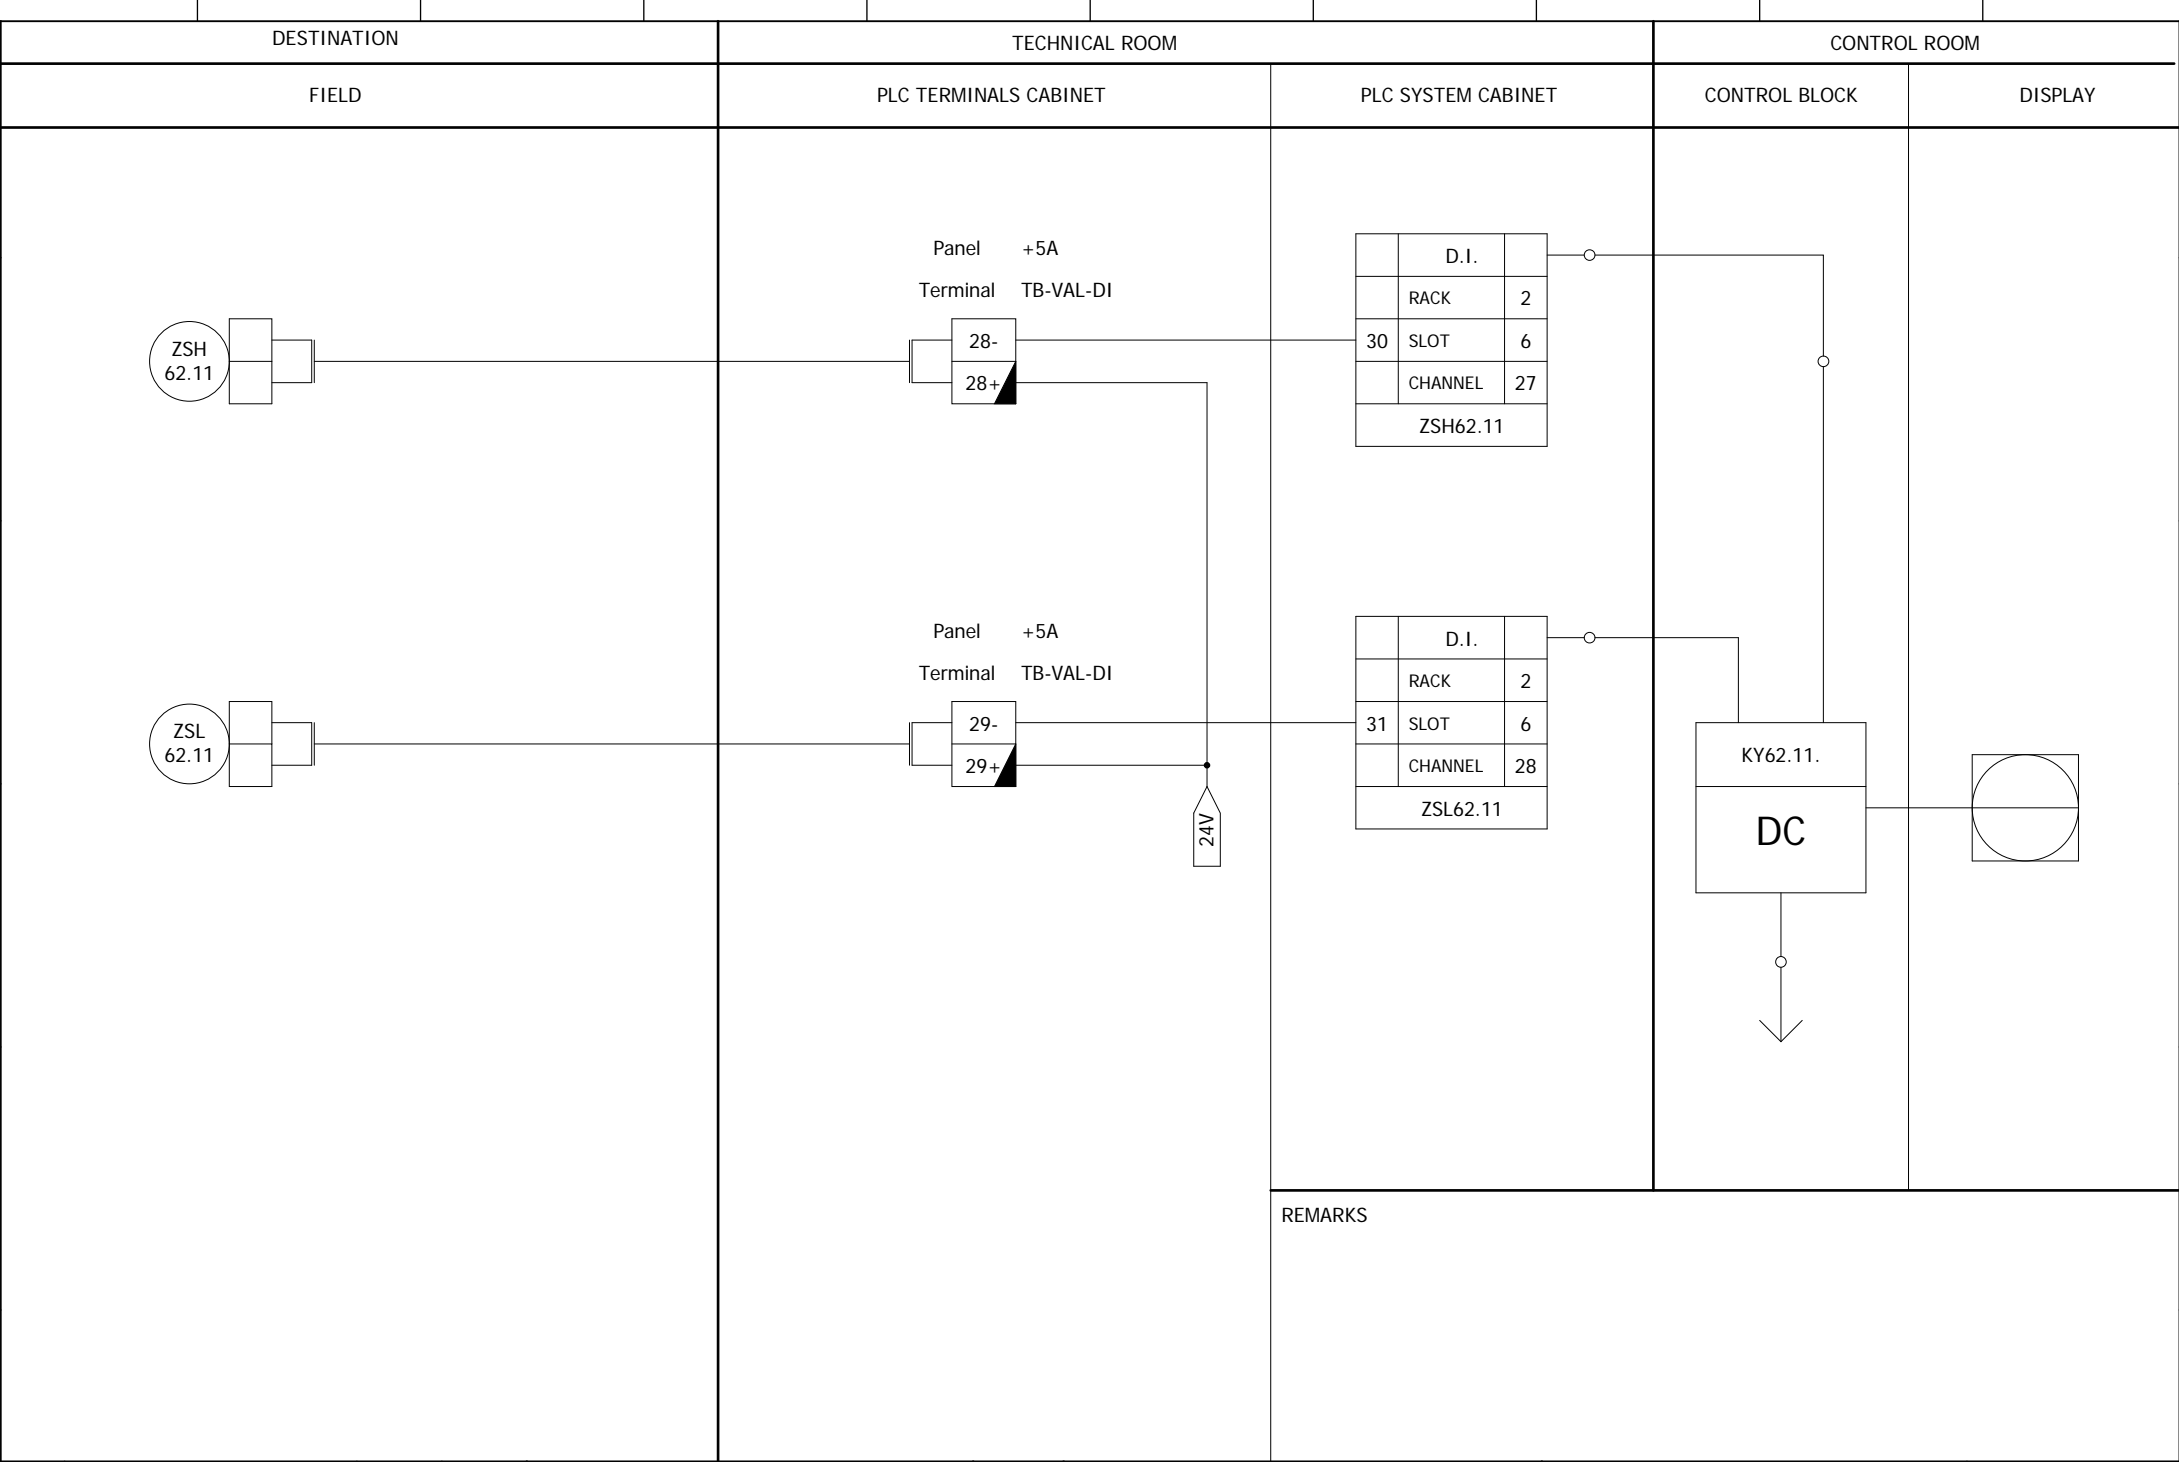 DESTINATION
TECHNICAL ROOM
CONTROL ROOM
FIELD
PLC TERMINALS CABINET
PLC SYSTEM CABINET
CONTROL BLOCK
DISPLAY
Panel +5A
Terminal TB-VAL-DI
ZSH
62.11
28-
28+
D.I.
RACK 2
30 SLOT 6
CHANNEL 27
ZSH62.11
Panel +5A
Terminal TB-VAL-DI
ZSL
62.11
29-
29+
24V
D.I.
RACK 2
31 SLOT 6
CHANNEL 28
ZSL62.11
KY62.11.
DC
REMARKS